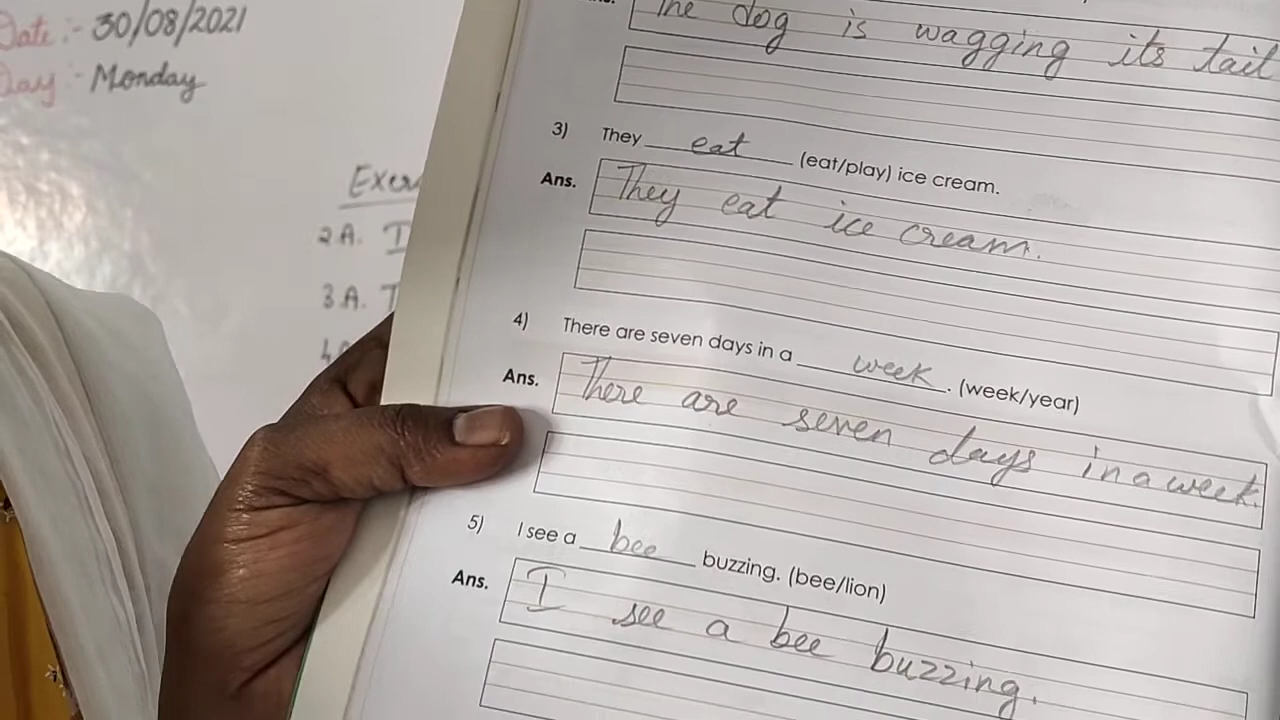 Date :- 30/08/2021
Day :- Monday
The dog is wagging its tail
3) They eat (eat/play) ice cream.
Ans. They eat ice cream.
4) There are seven days in a week. (week/year)
Ans. There are seven days in a week.
5) I see a bee buzzing. (bee/lion)
Ans. I see a bee buzzing.
2A. I
3A. T